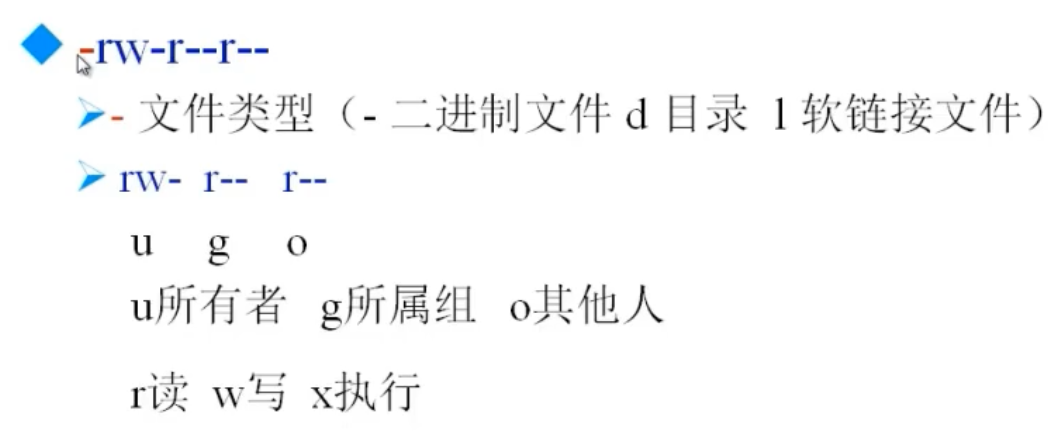 -rw-r--r--
- 文件类型（- 二进制文件 d 目录 l 软链接文件）
rw- r-- r--
u g o
u所有者 g所属组 o其他人
r读 w写 x执行